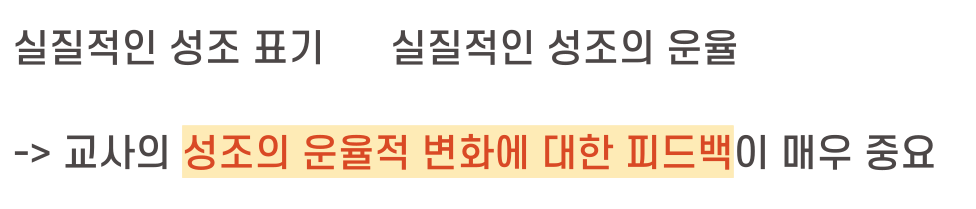 실질적인 성조 표기 실질적인 성조의 운율
-> 교사의 성조의 운율적 변화에 대한 피드백이 매우 중요